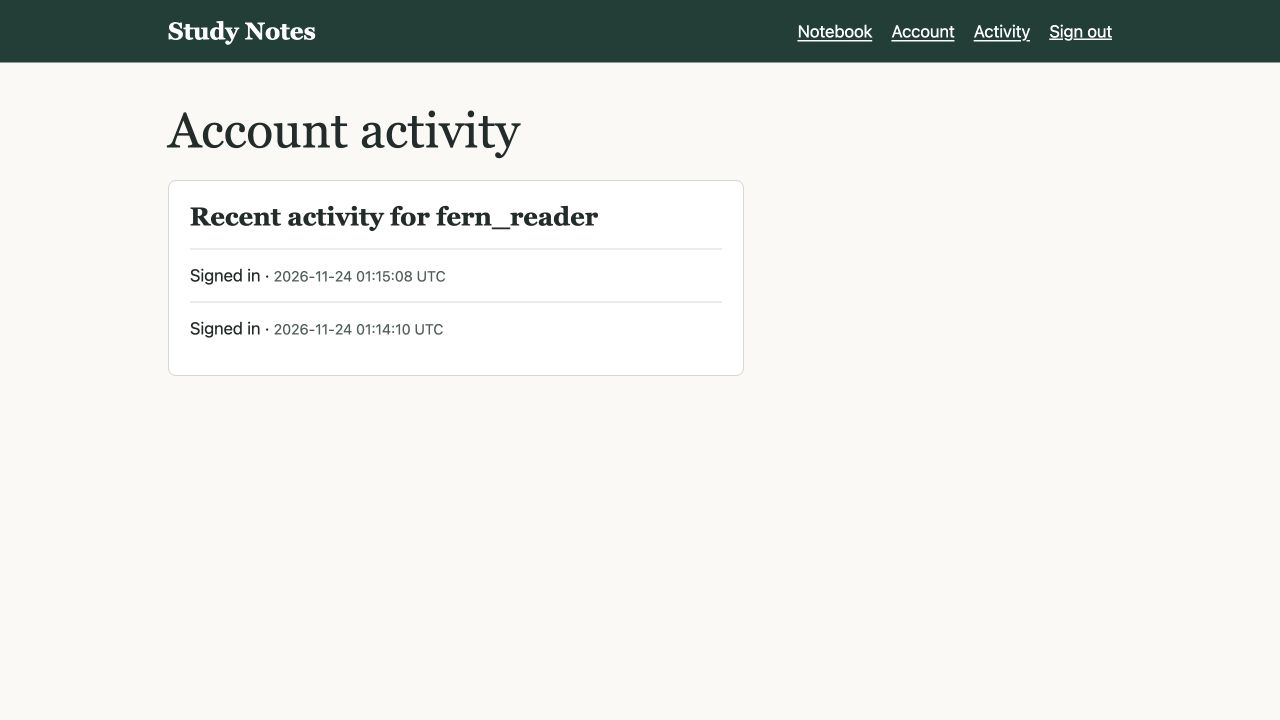 Study Notes
Notebook Account Activity Sign out
Account activity
Recent activity for fern_reader
Signed in · 2026-11-24 01:15:08 UTC
Signed in · 2026-11-24 01:14:10 UTC